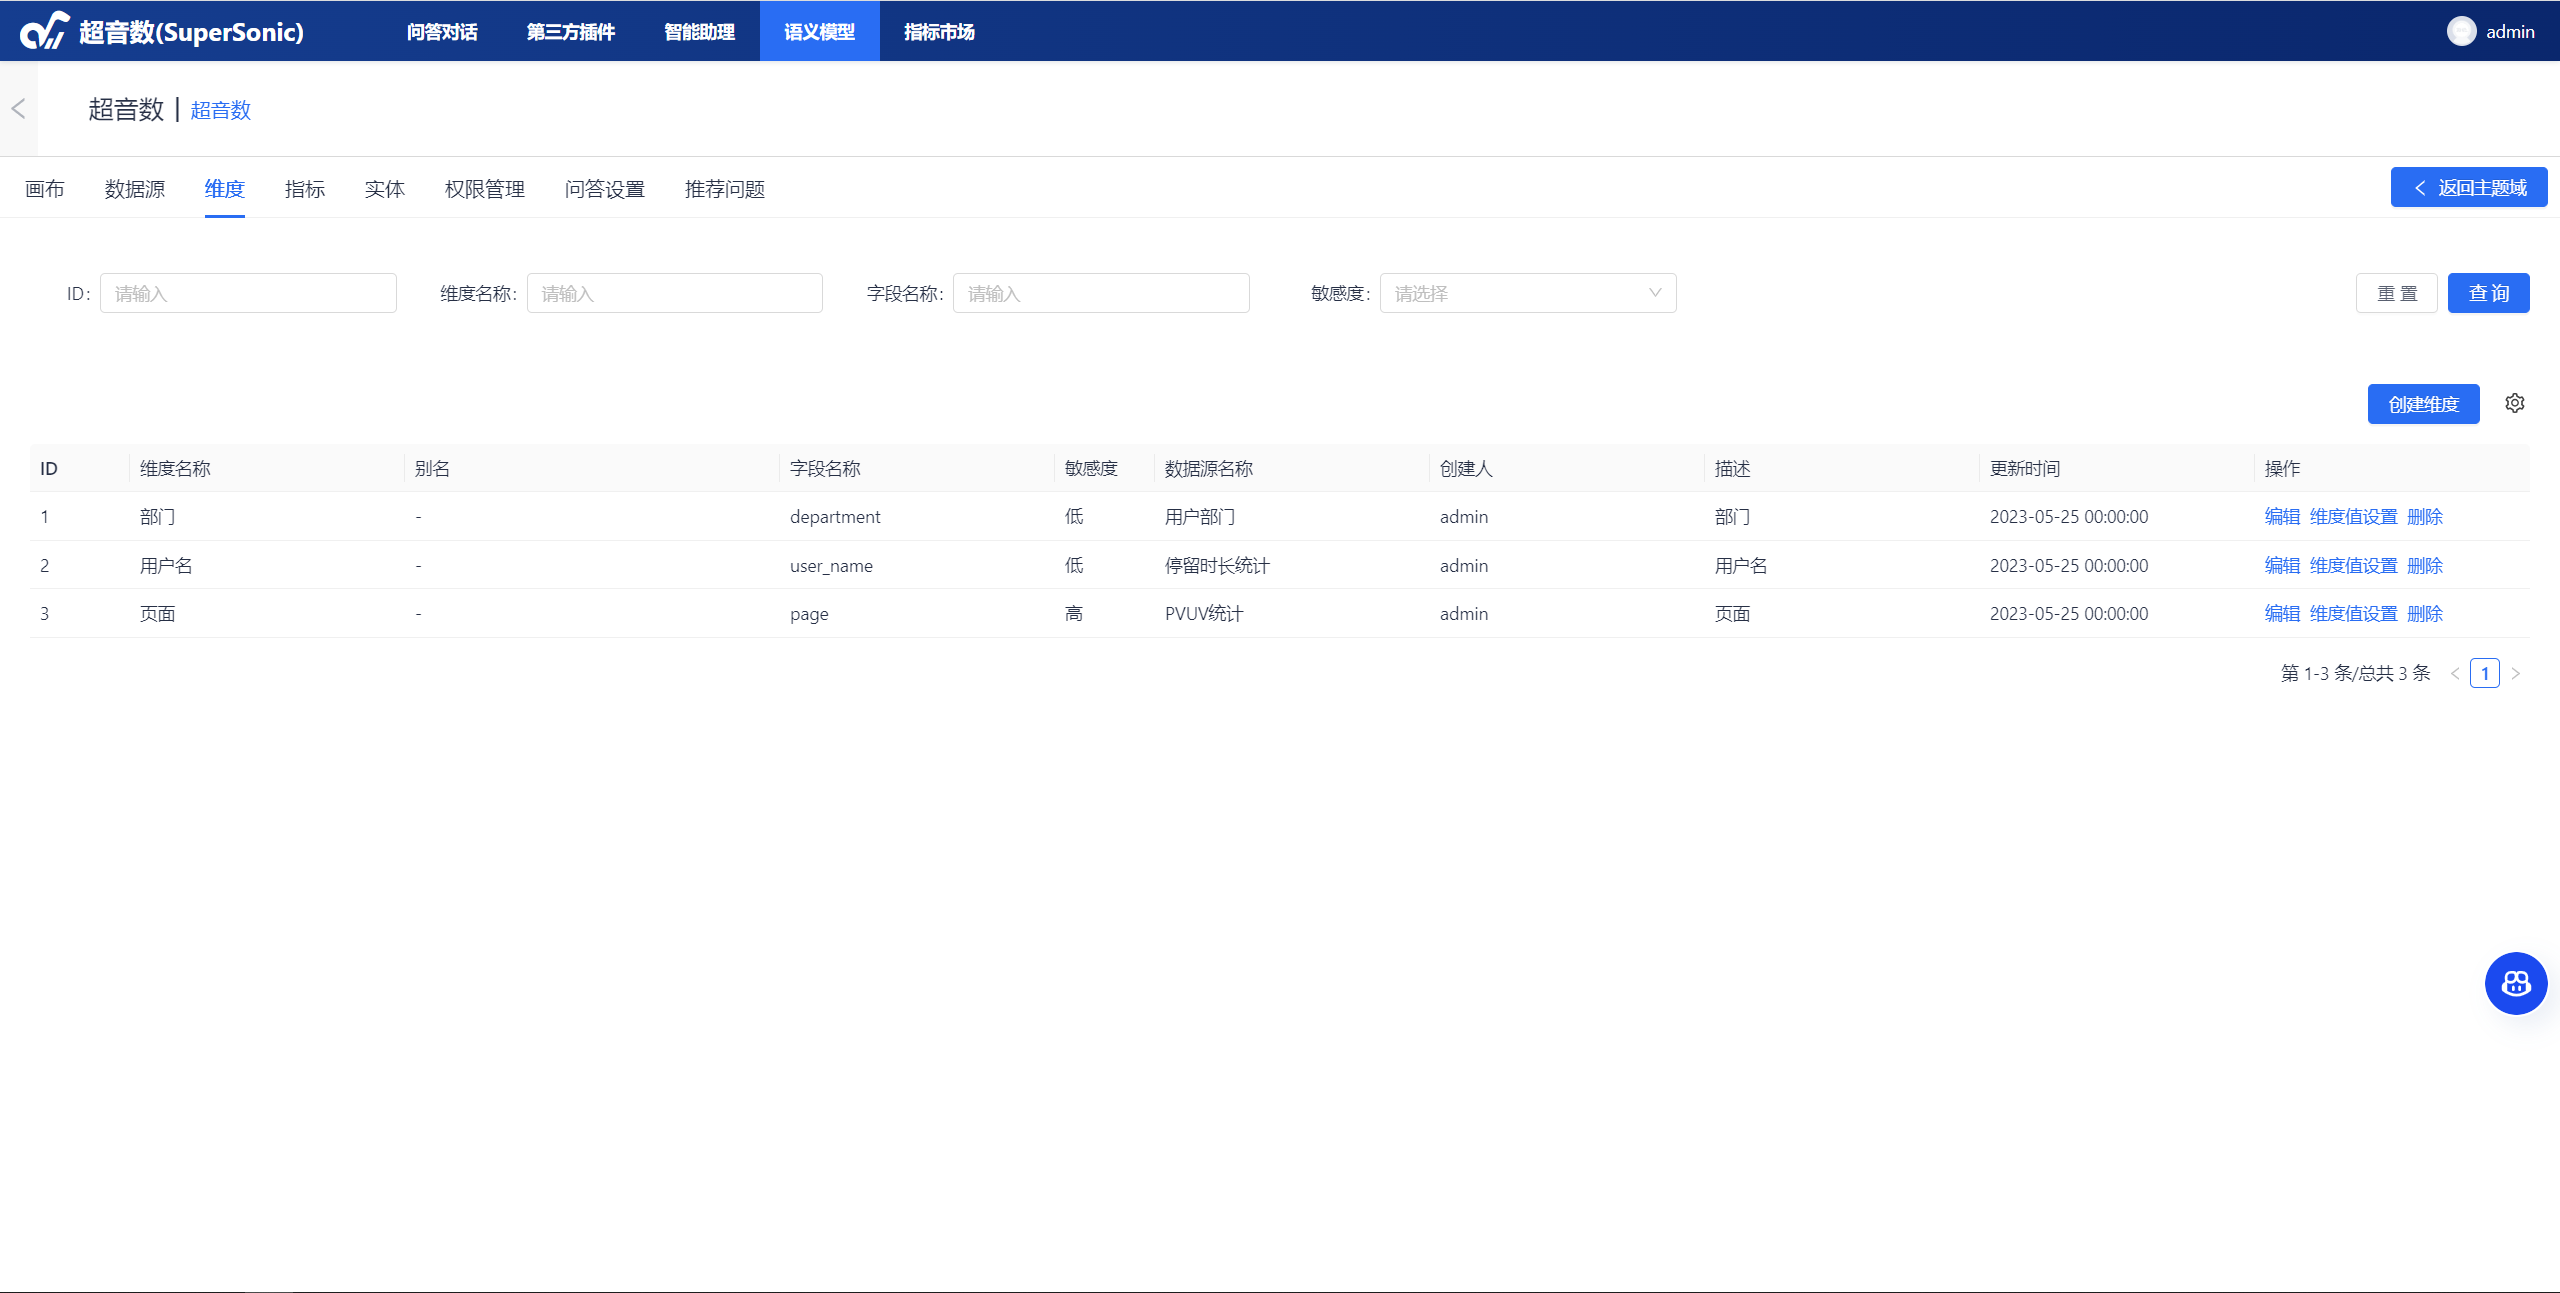 超音数(SuperSonic) 问答对话 第三方插件 智能助理 语义模型 指标市场 admin
超音数 | 超音数
画布 数据源 维度 指标 实体 权限管理 问答设置 推荐问题 返回主题域
ID: 请输入 维度名称: 请输入 字段名称: 请输入 敏感度: 请选择 重 置 查 询
创建维度
ID 维度名称 别名 字段名称 敏感度 数据源名称 创建人 描述 更新时间 操作
1 部门 - department 低 用户部门 admin 部门 2023-05-25 00:00:00 编辑 维度值设置 删除
2 用户名 - user_name 低 停留时长统计 admin 用户名 2023-05-25 00:00:00 编辑 维度值设置 删除
3 页面 - page 高 PVUV统计 admin 页面 2023-05-25 00:00:00 编辑 维度值设置 删除
第 1-3 条/总共 3 条 < 1 >